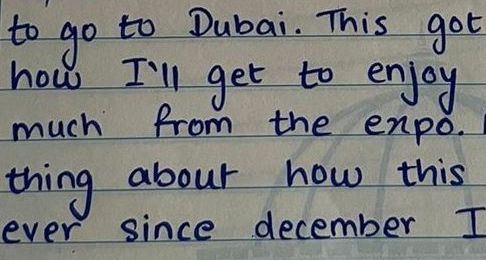 to go to Dubai. This got
how I'll get to enjoy
much from the expo.
thing about how this
ever since december I